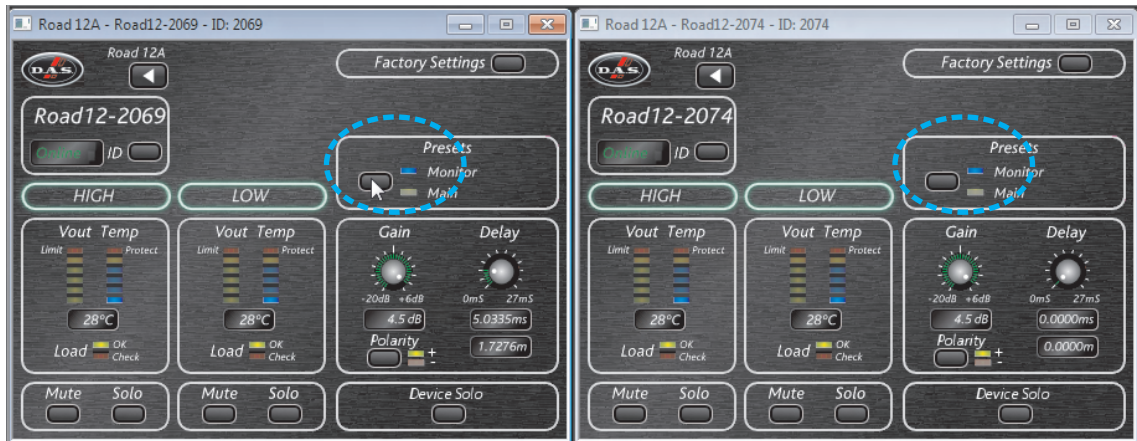 Road 12A - Road12-2069 - ID: 2069
D.A.S.
Road 12A
Factory Settings
Road12-2069
Online ID
Presets
Monitor
Main
HIGH
LOW
Vout Temp
Limit Protect
28°C
Load OK
Check
Vout Temp
Limit Protect
28°C
Load OK
Check
Gain
-20dB +6dB
4.5 dB
Polarity
+
-
Delay
0mS 27mS
5.0335ms
1.7276m
Mute Solo
Mute Solo
Device Solo
Road 12A - Road12-2074 - ID: 2074
D.A.S.
Road 12A
Factory Settings
Road12-2074
Online ID
Presets
Monitor
Main
HIGH
LOW
Vout Temp
Limit Protect
28°C
Load OK
Check
Vout Temp
Limit Protect
28°C
Load OK
Check
Gain
-20dB +6dB
4.5 dB
Polarity
+
-
Delay
0mS 27mS
0.0000ms
0.0000m
Mute Solo
Mute Solo
Device Solo